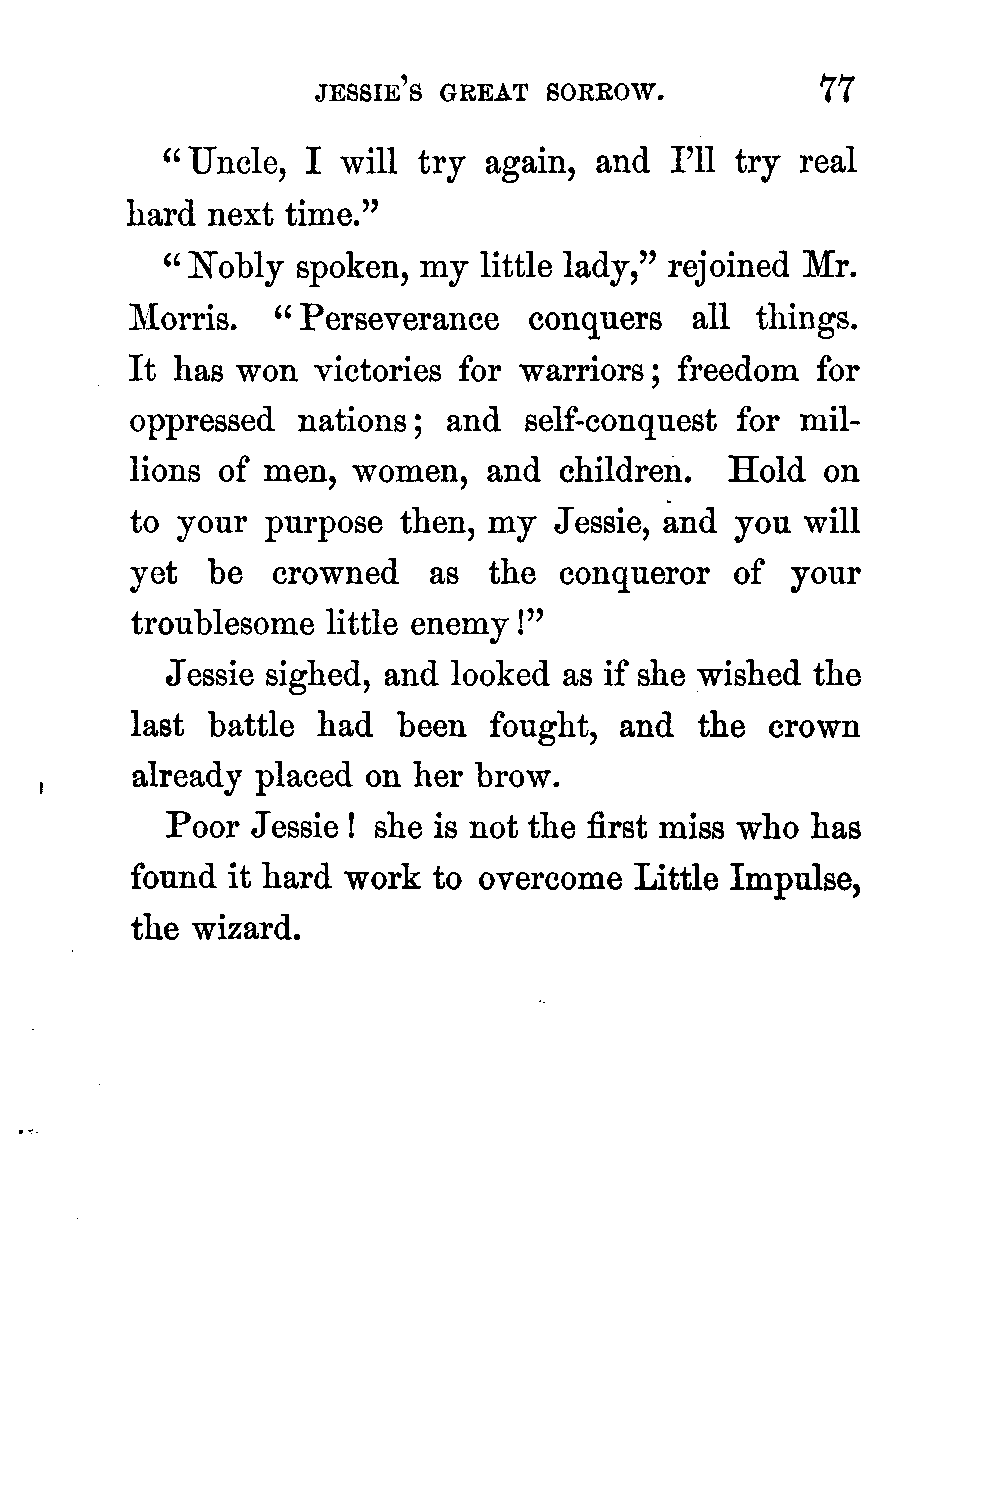 JESSIE'S GREAT SORROW. 77
“Uncle, I will try again, and I’ll try real
hard next time.”
“Nobly spoken, my little lady,” rejoined Mr.
Morris. “Perseverance conquers all things.
It has won victories for warriors; freedom for
oppressed nations; and self-conquest for mil-
lions of men, women, and children. Hold on
to your purpose then, my Jessie, and you will
yet be crowned as the conqueror of your
troublesome little enemy!”
Jessie sighed, and looked as if she wished the
last battle had been fought, and the crown
already placed on her brow.
Poor Jessie! she is not the first miss who has
found it hard work to overcome Little Impulse,
the wizard.